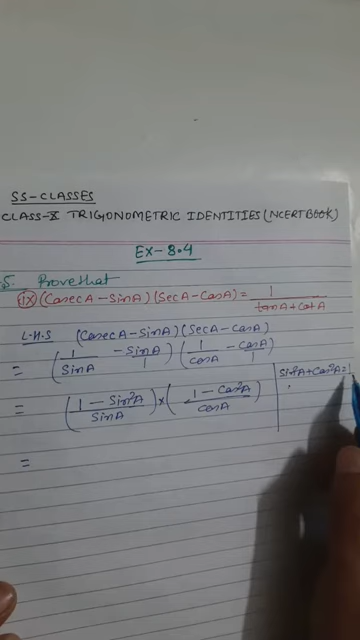 SS-CLASSES
CLASS-X TRIGONOMETRIC IDENTITIES (NCERT BOOK)
EX-8.4
.5. Prove that
(ix) (CosecA - SinA) (SecA - CosA) = 1/(tanA + CotA)
L.H.S (CosecA - SinA) (SecA - CosA)
= (1/SinA - SinA/1) (1/CosA - CosA/1)
= ((1 - Sin²A)/SinA) × ((1 - Cos²A)/CosA)
Sin²A + Cos²A = 1
=